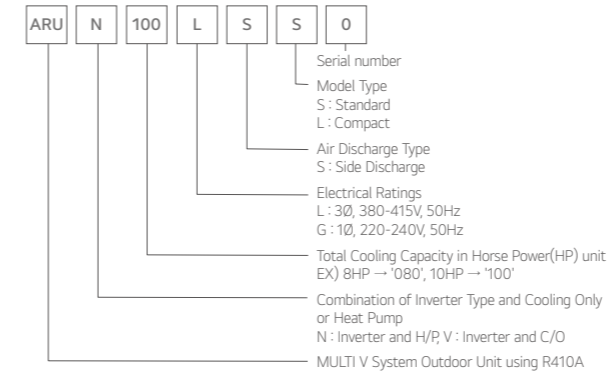 ARU N 100 L S S 0
Serial number
Model Type
S : Standard
L : Compact
Air Discharge Type
S : Side Discharge
Electrical Ratings
L : 3Ø, 380-415V, 50Hz
G : 1Ø, 220-240V, 50Hz
Total Cooling Capacity in Horse Power(HP) unit
EX) 8HP → '080', 10HP → '100'
Combination of Inverter Type and Cooling Only
or Heat Pump
N : Inverter and H/P, V : Inverter and C/O
MULTI V System Outdoor Unit using R410A